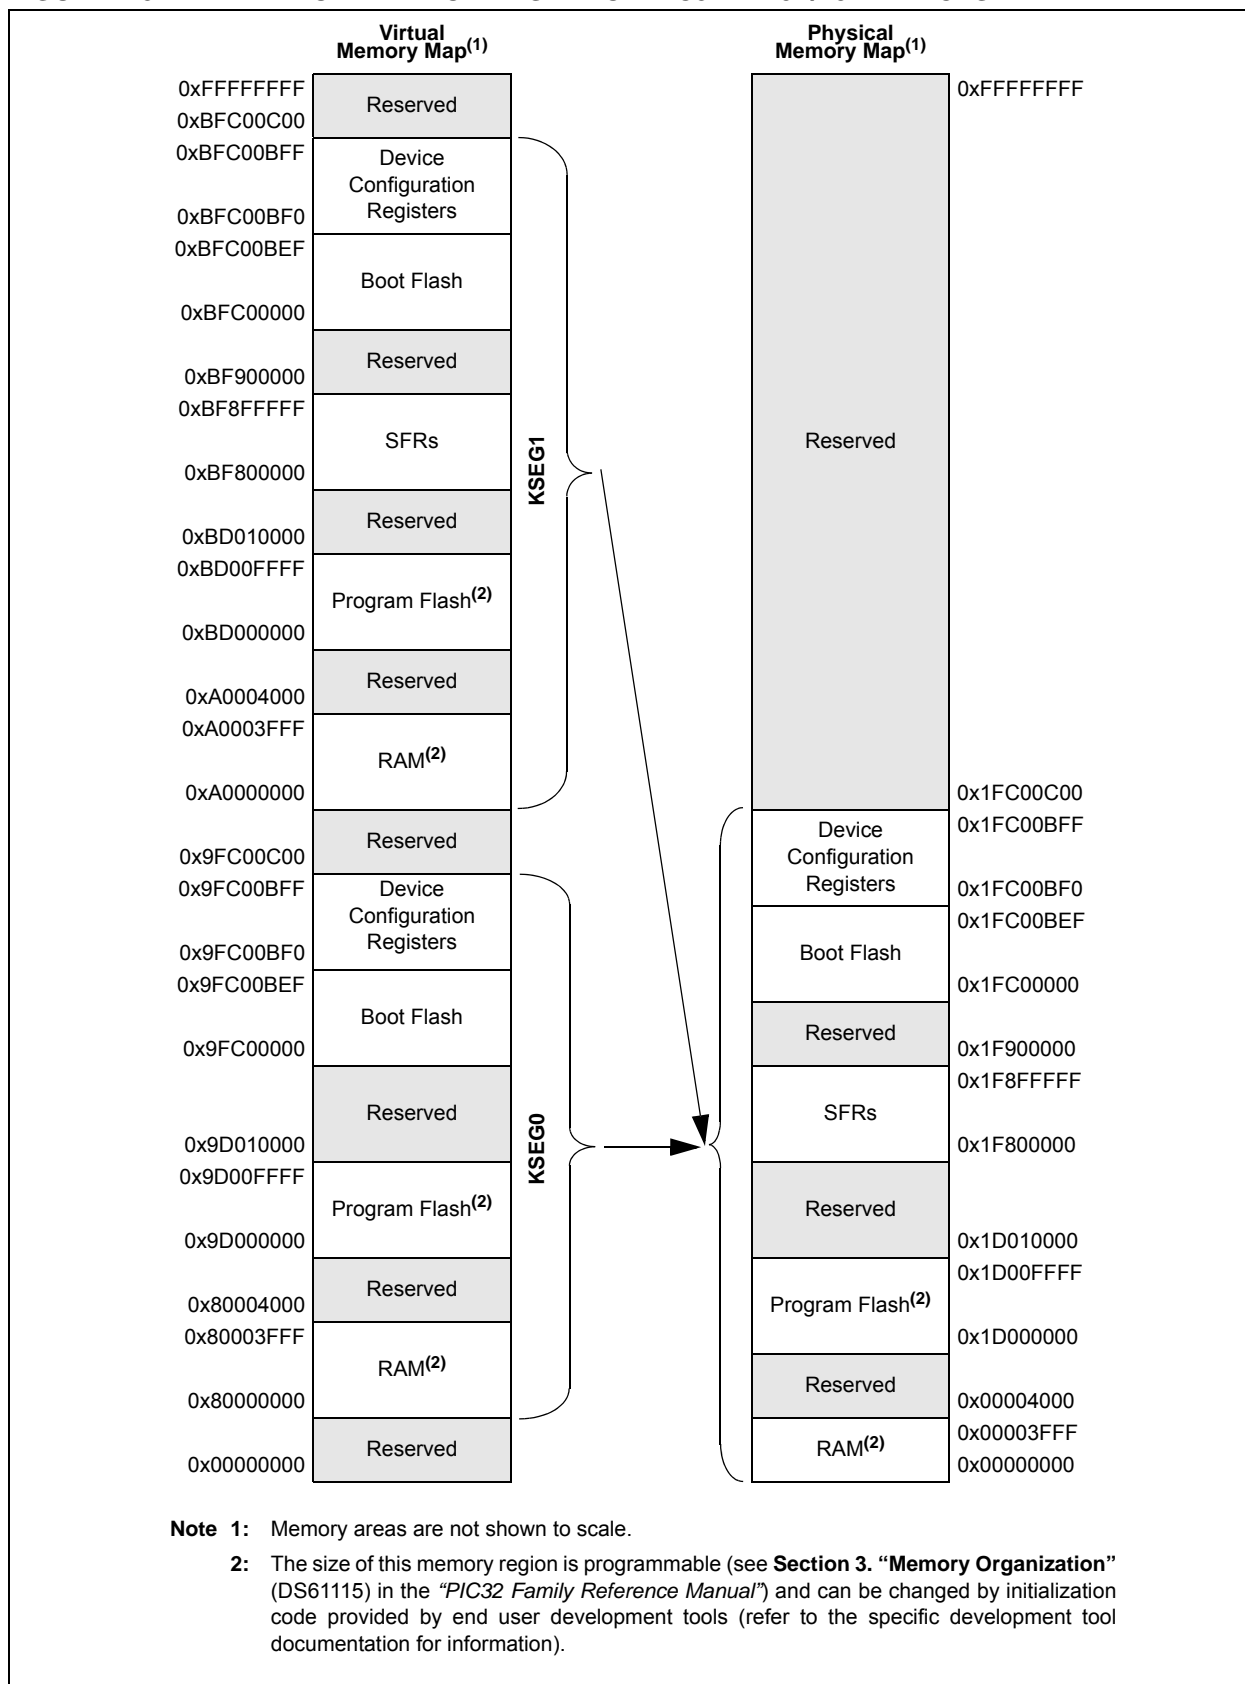 Virtual
Memory Map(1)
0xFFFFFFFF
Reserved
0xBFC00C00
0xBFC00BFF
Device
Configuration
Registers
0xBFC00BF0
0xBFC00BEF
Boot Flash
0xBFC00000
Reserved
0xBF900000
0xBF8FFFFF
SFRs
0xBF800000
Reserved
0xBD010000
0xBD00FFFF
Program Flash(2)
0xBD000000
Reserved
0xA0004000
0xA0003FFF
RAM(2)
0xA0000000
KSEG1
Reserved
0x9FC00C00
0x9FC00BFF
Device
Configuration
Registers
0x9FC00BF0
0x9FC00BEF
Boot Flash
0x9FC00000
Reserved
0x9D010000
0x9D00FFFF
Program Flash(2)
0x9D000000
Reserved
0x80004000
0x80003FFF
RAM(2)
0x80000000
KSEG0
Reserved
0x00000000
Physical
Memory Map(1)
0xFFFFFFFF
Reserved
0x1FC00C00
0x1FC00BFF
Device
Configuration
Registers
0x1FC00BF0
0x1FC00BEF
Boot Flash
0x1FC00000
Reserved
0x1F900000
0x1F8FFFFF
SFRs
0x1F800000
Reserved
0x1D010000
0x1D00FFFF
Program Flash(2)
0x1D000000
Reserved
0x00004000
0x00003FFF
RAM(2)
0x00000000
Note 1: Memory areas are not shown to scale.
2: The size of this memory region is programmable (see Section 3. “Memory Organization”
(DS61115) in the “PIC32 Family Reference Manual”) and can be changed by initialization
code provided by end user development tools (refer to the specific development tool
documentation for information).